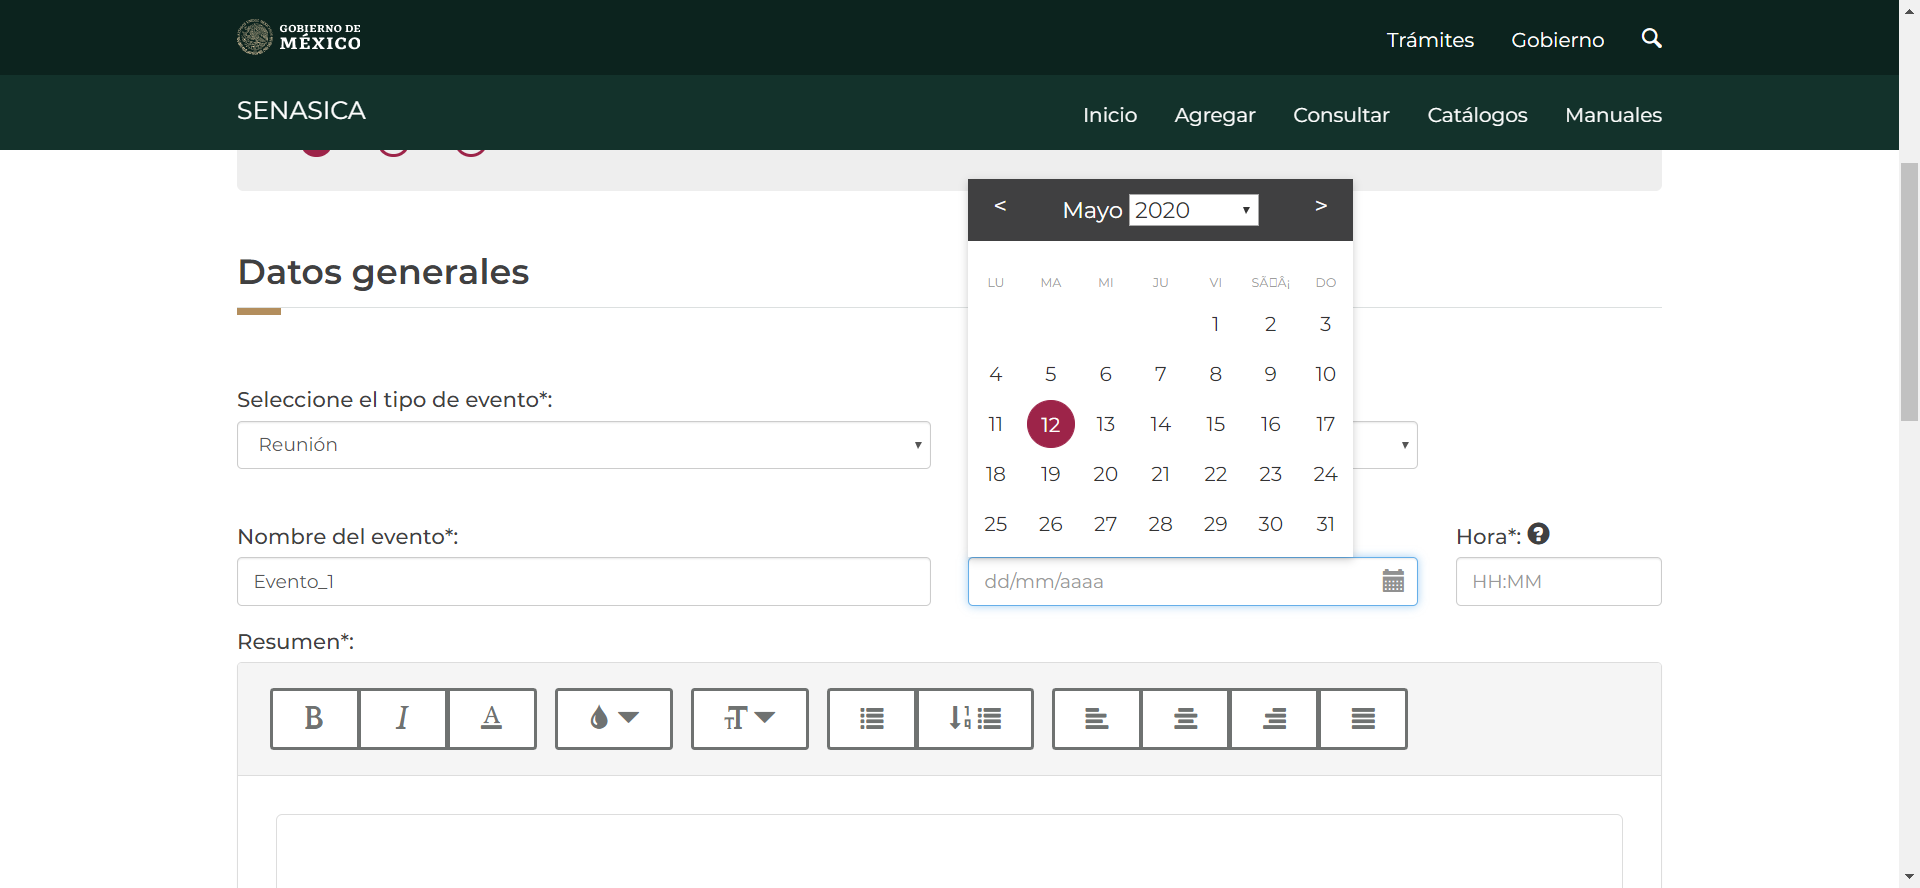 GOBIERNO DE
MÉXICO
Trámites Gobierno
SENASICA
Inicio Agregar Consultar Catálogos Manuales
< Mayo 2020 >
LU MA MI JU VI SÃ□Â¡ DO
1 2 3
4 5 6 7 8 9 10
11 12 13 14 15 16 17
18 19 20 21 22 23 24
25 26 27 28 29 30 31
Datos generales
Seleccione el tipo de evento*:
Reunión
Nombre del evento*:
Hora*:
Evento_1
dd/mm/aaaa
HH:MM
Resumen*: